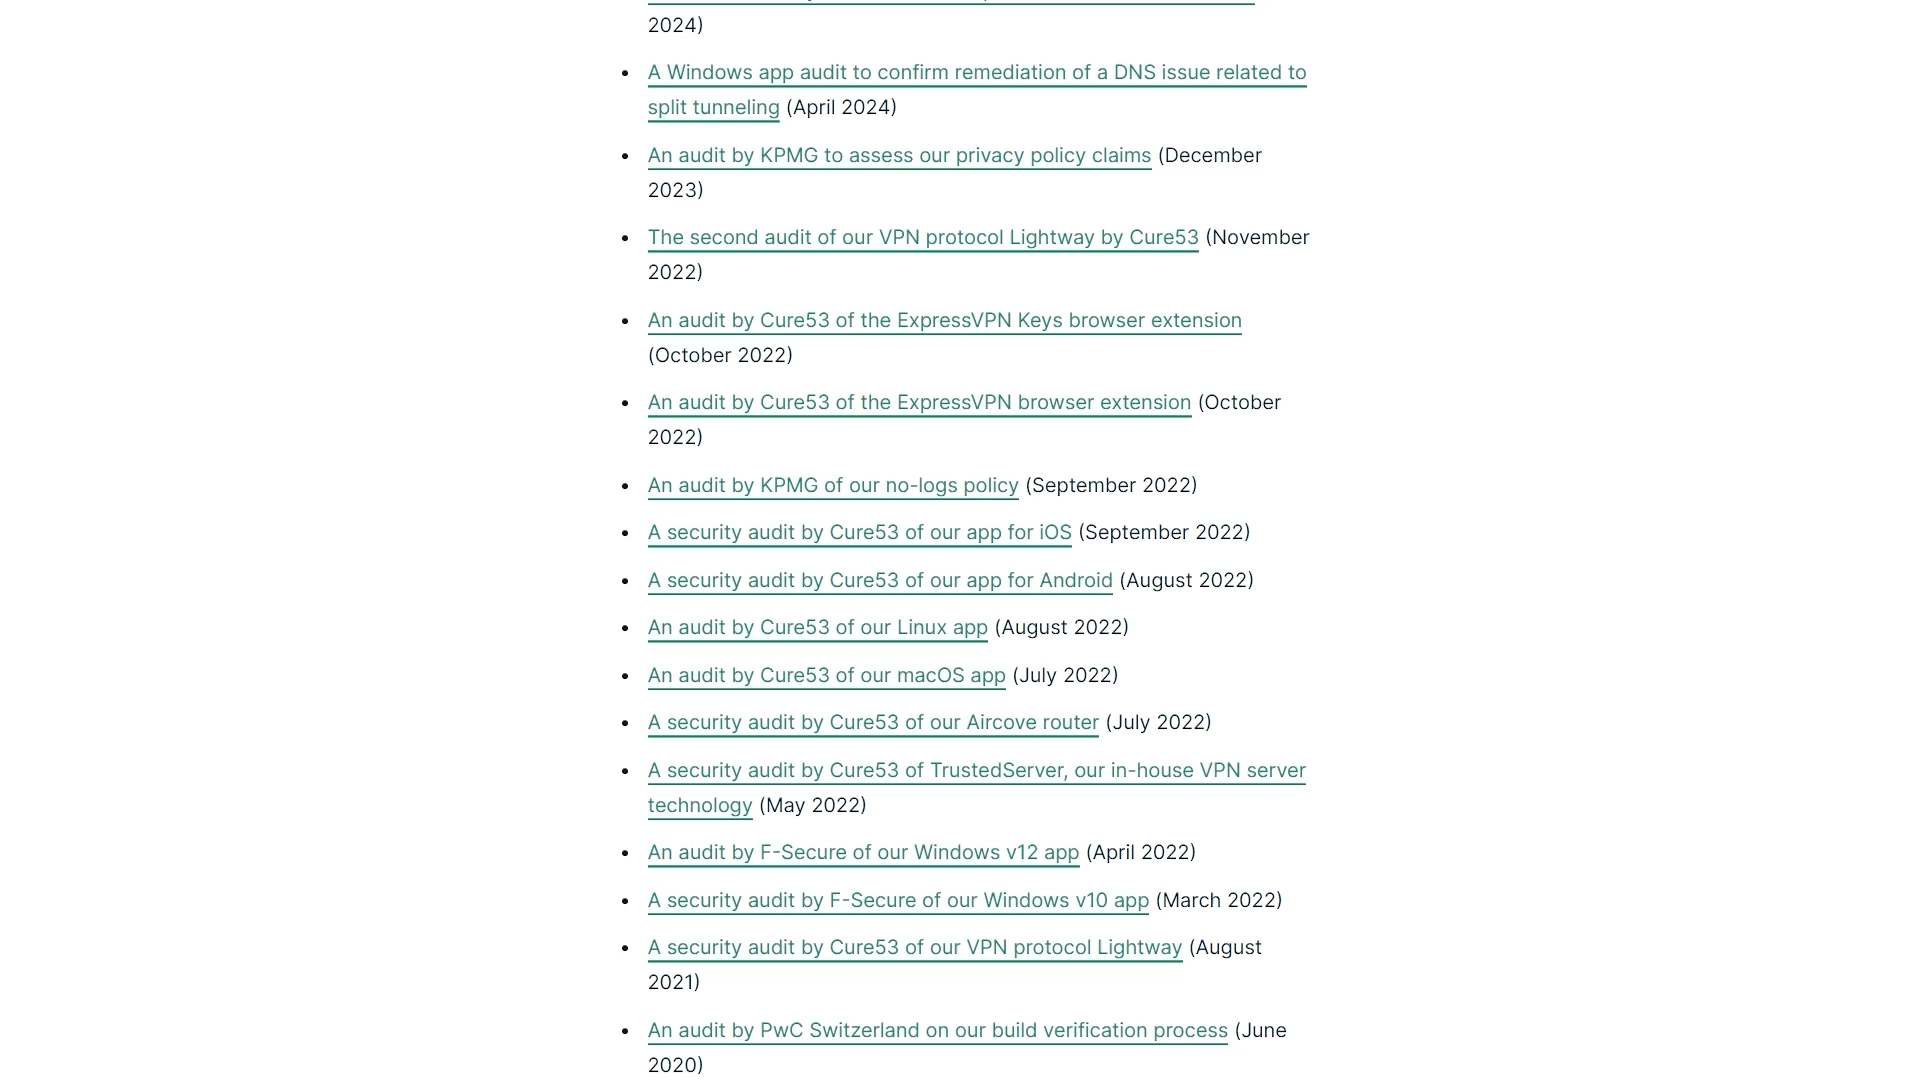 2024)
• A Windows app audit to confirm remediation of a DNS issue related to
split tunneling (April 2024)
• An audit by KPMG to assess our privacy policy claims (December
2023)
• The second audit of our VPN protocol Lightway by Cure53 (November
2022)
• An audit by Cure53 of the ExpressVPN Keys browser extension
(October 2022)
• An audit by Cure53 of the ExpressVPN browser extension (October
2022)
• An audit by KPMG of our no-logs policy (September 2022)
• A security audit by Cure53 of our app for iOS (September 2022)
• A security audit by Cure53 of our app for Android (August 2022)
• An audit by Cure53 of our Linux app (August 2022)
• An audit by Cure53 of our macOS app (July 2022)
• A security audit by Cure53 of our Aircove router (July 2022)
• A security audit by Cure53 of TrustedServer, our in-house VPN server
technology (May 2022)
• An audit by F-Secure of our Windows v12 app (April 2022)
• A security audit by F-Secure of our Windows v10 app (March 2022)
• A security audit by Cure53 of our VPN protocol Lightway (August
2021)
• An audit by PwC Switzerland on our build verification process (June
2020)